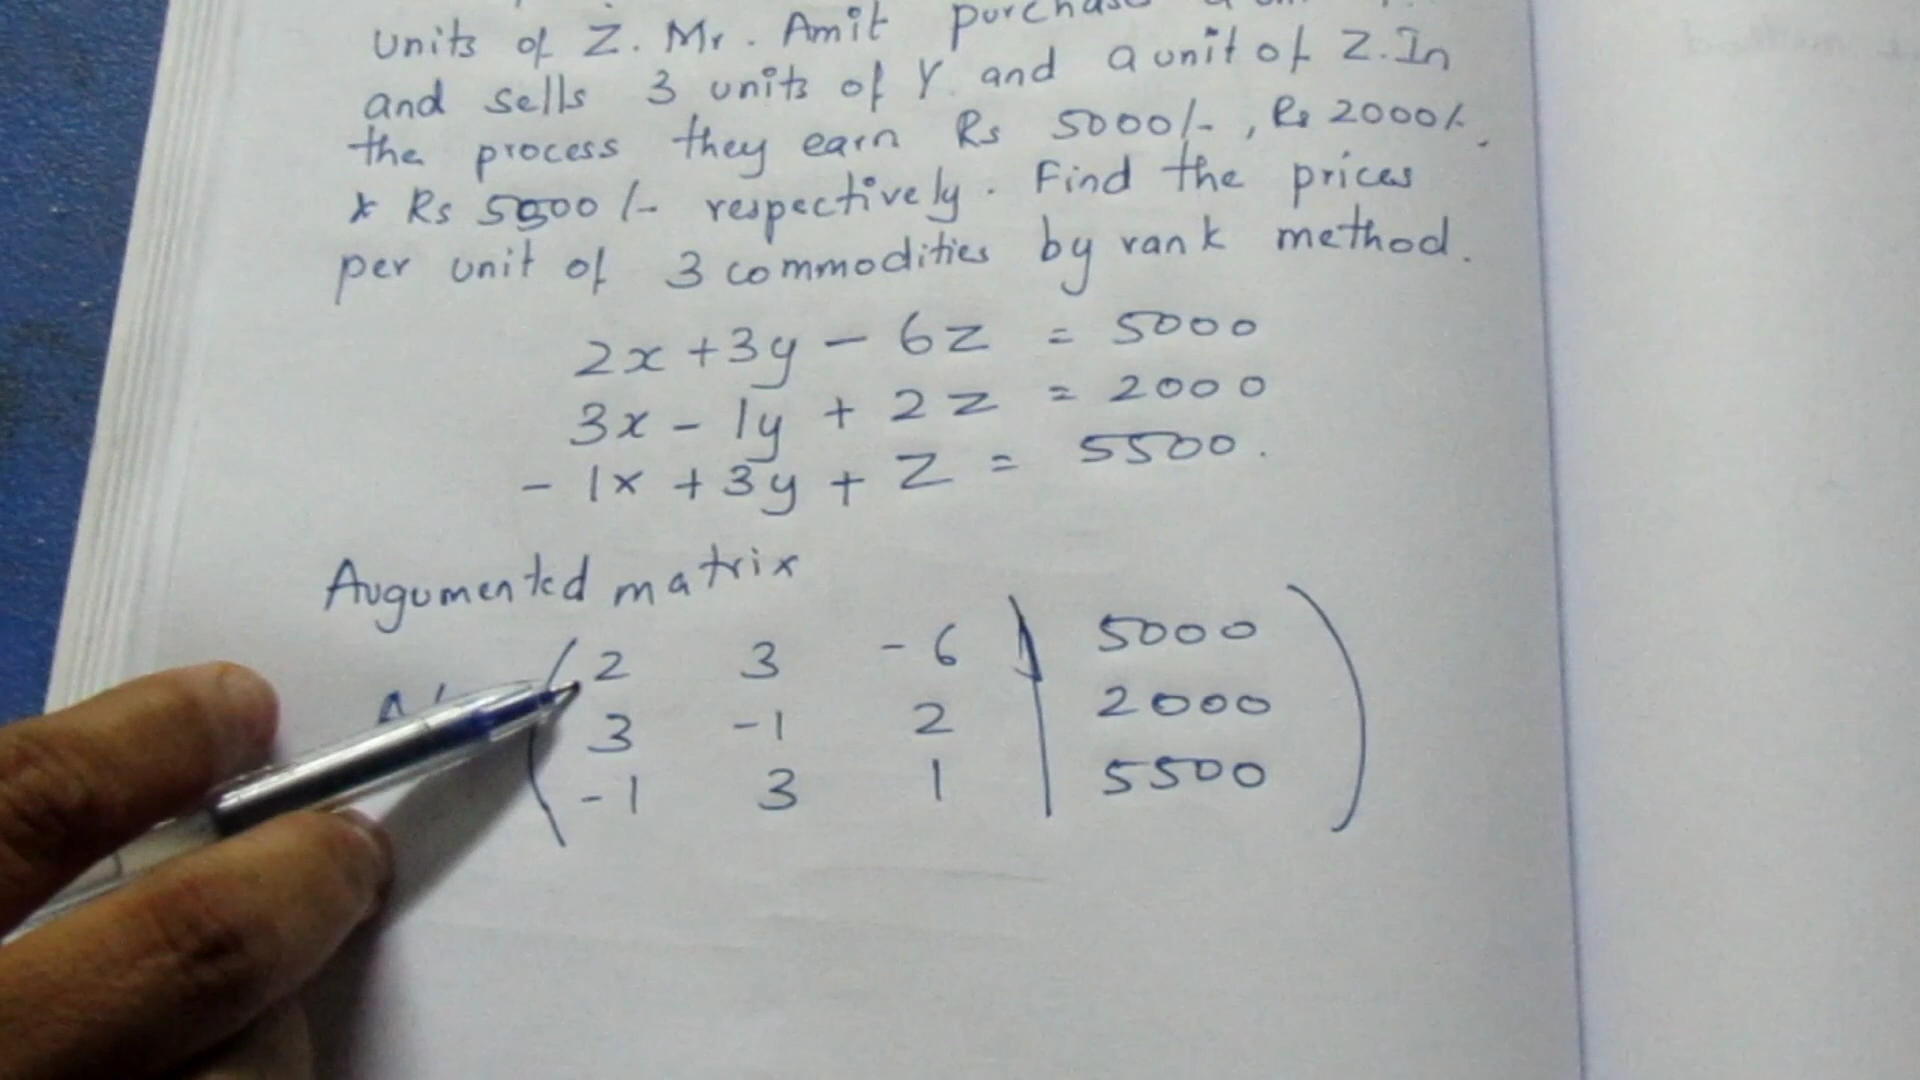 units of Z. Mr. Amit purchase
and sells 3 units of Y and a unit of Z. In
the process they earn Rs 5000/-, Rs 2000/-
& Rs 5500/- respectively. Find the prices
per unit of 3 commodities by rank method.
2x + 3y - 6z = 5000
3x - 1y + 2z = 2000
- 1x + 3y + Z = 5500.
Augumented matrix
2 3 -6 | 5000
3 -1 2 | 2000
-1 3 1 | 5500